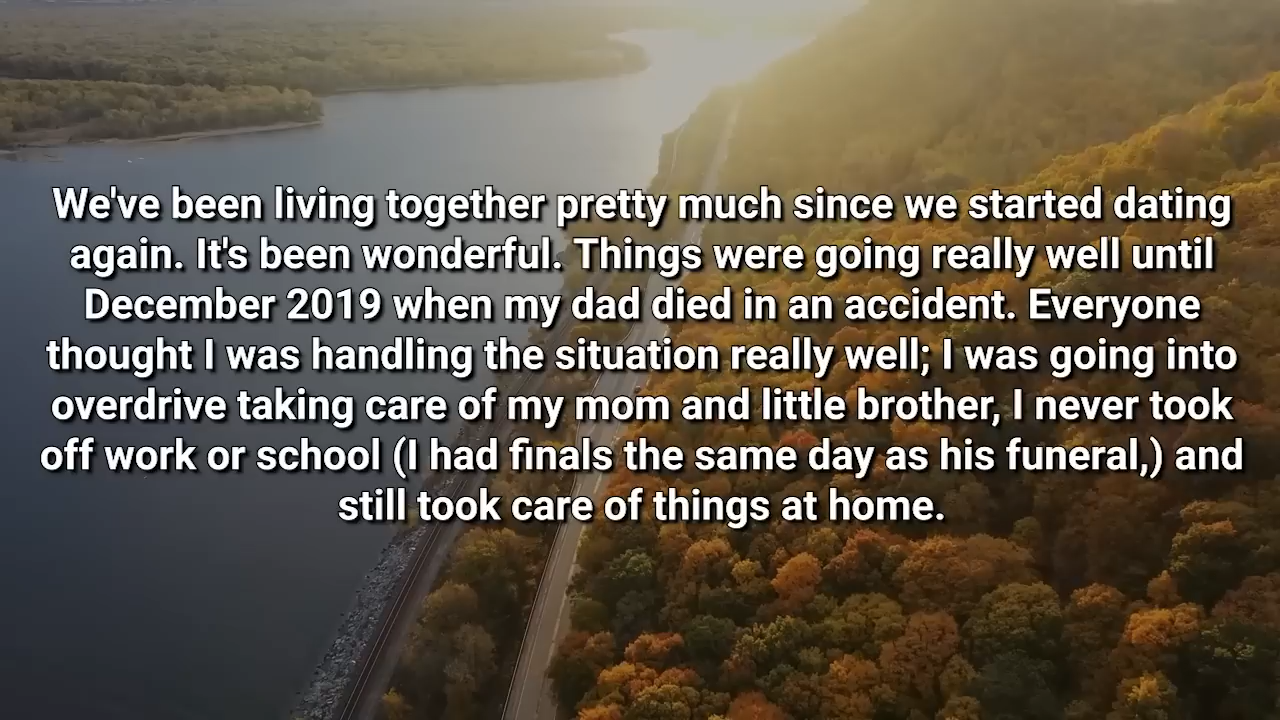 We've been living together pretty much since we started dating
again. It's been wonderful. Things were going really well until
December 2019 when my dad died in an accident. Everyone
thought I was handling the situation really well; I was going into
overdrive taking care of my mom and little brother, I never took
off work or school (I had finals the same day as his funeral,) and
still took care of things at home.